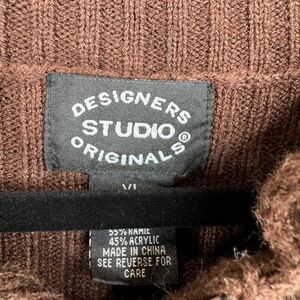 DESIGNERS
STUDIO®
ORIGINALS
XL
55% RAMIE
45% ACRYLIC
MADE IN CHINA
SEE REVERSE FOR
CARE